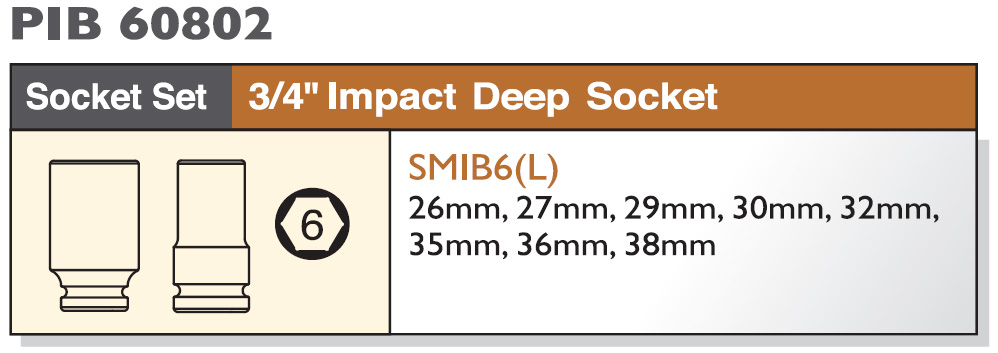 PIB 60802
Socket Set 3/4" Impact Deep Socket
6
SMIB6(L)
26mm, 27mm, 29mm, 30mm, 32mm,
35mm, 36mm, 38mm